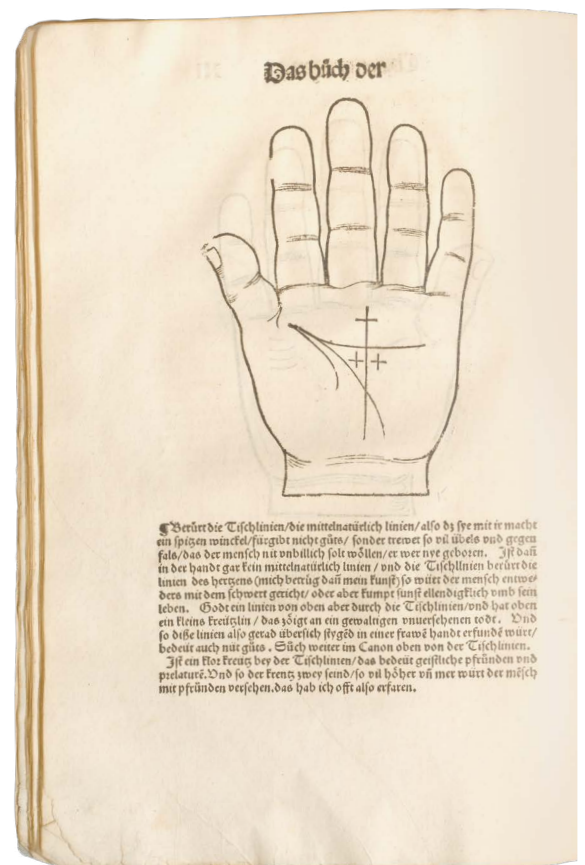 Das bůch der
¶ Berürt die Tischlinien/die mittelnatürlich linien/also dz sye mit ir macht
ein spitzen winckel/fürgibt nicht gůts/ sonder trewet so vil übels vnd gegen
fals/das der mensch nit vnbillich solt wöllen/er wer nye geboren. Ist dañ
in der handt gar kein mittelnatürlich linien/ vnd die Tischllinien berürt die
linien des hertzens (mich betrüg dañ mein kunst) so würt der mensch entwe⸗
ders mit dem schwert gericht/ oder aber kumpt sunst ellendigklich vmb sein
leben. Godt ein linien von oben aber durch die Tischlinien/vnd hat oben
ein kleins kreützlin/ das zöigt an ein gewaltigen vnuersehenen todt. Vnd
so diße linien also gerad übersich stygēd in einer frawē handt erfundē würt/
bedeut auch nüt gůts. Sůch weiter im Canon oben von der Tischlinien.
Ist ein klor kreutz bey der Tischlinien/das bedeüt geistliche pfründen vnd
prelaturē. Vnd so der kreutz zwey seind/so vil höher vñ mer würt der mēsch
mit pfründen versehen. das hab ich offt also erfaren.